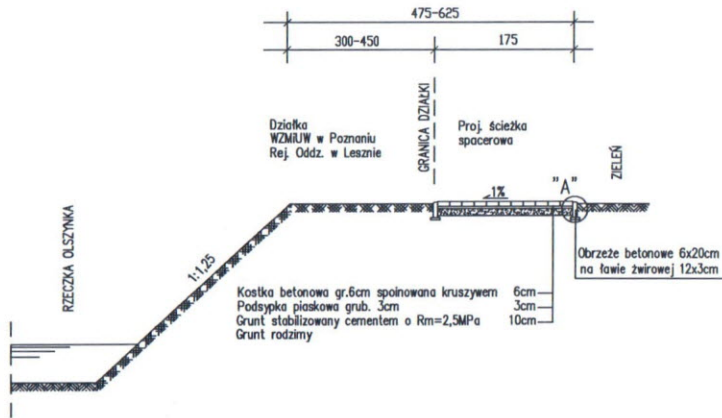 475-625
300-450
175
Działka
WZMiUW w Poznaniu
Rej. Oddz. w Lesznie
GRANICA DZIAŁKI
Proj. ścieżka
spacerowa
ZIELEŃ
"A"
1%
RZECZKA OLSZYNKA
1:1,25
Obrzeże betonowe 6x20cm
na ławie żwirowej 12x3cm
Kostka betonowa gr.6cm spoinowana kruszywem 6cm
Podsypka piaskowa grub. 3cm 3cm
Grunt stabilizowany cementem o Rm=2,5MPa 10cm
Grunt rodzimy